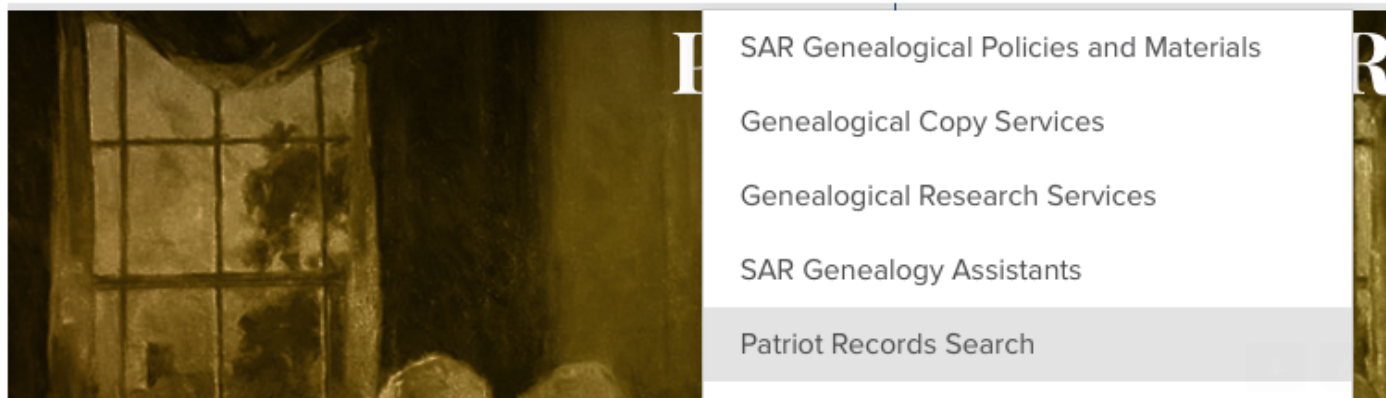 SAR Genealogical Policies and Materials
Genealogical Copy Services
Genealogical Research Services
SAR Genealogy Assistants
Patriot Records Search